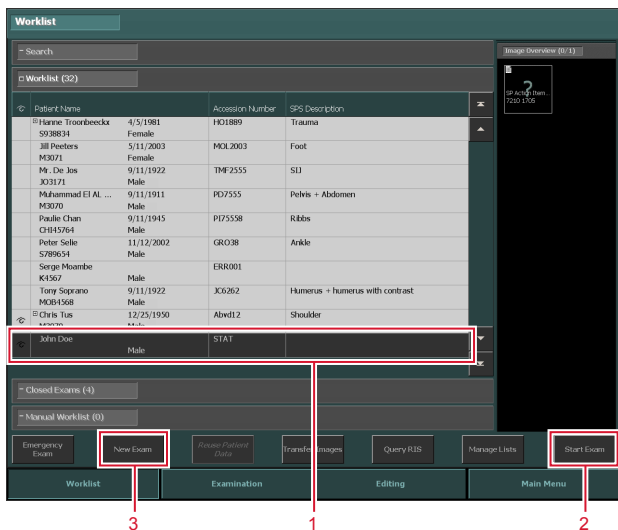 Worklist
Search
Worklist (32)
Patient Name Accession Number SPS Description
Hanne Troonbeeckx 4/5/1981 HO1889 Trauma
S938834 Female
Jill Peeters 5/11/2003 MOL2003 Foot
M3071 Female
Mr. De Jos 9/11/1922 TMF2555 SIJ
JO3171 Male
Muhammad El Al. ... 9/11/1911 PD7555 Pelvis + Abdomen
M3070 Male
Paulie Chan 9/11/1945 PI75558 Ribbs
CHI45764 Male
Peter Selie 11/12/2002 GRO38 Ankle
S789654 Male
Serge Moambe ERR001
K4567 Male
Tony Soprano 9/11/1922 JC6262 Humerus + humerus with contrast
MOB4568 Male
Chris Tus 12/25/1950 Abvd12 Shoulder
John Doe STAT
Male
Closed Exams (4)
Manual Worklist (0)
Image Overview (0/1)
?
SP Action Item...
7210 1705
Emergency Exam
New Exam
Reuse Patient Data
Transfer Images
Query RIS
Manage Lists
Start Exam
Worklist Examination Editing Main Menu
3 1 2